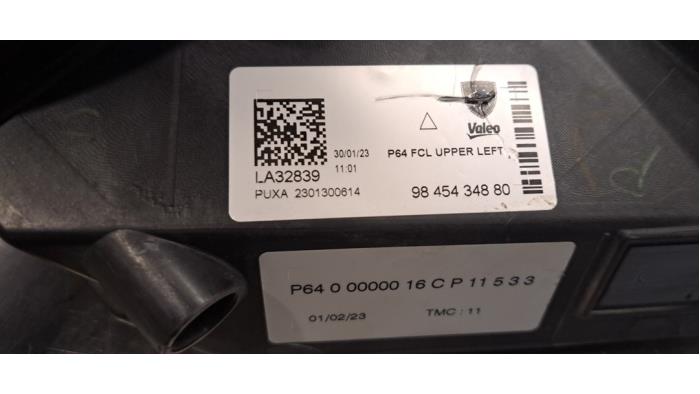 Valeo
30/01/23
P64 FCL UPPER LEFT
LA32839
11:01
PUXA 2301300614
98 454 348 80
P64 0 00000 16 C P 11 5 3 3
01/02/23
TMC : 11